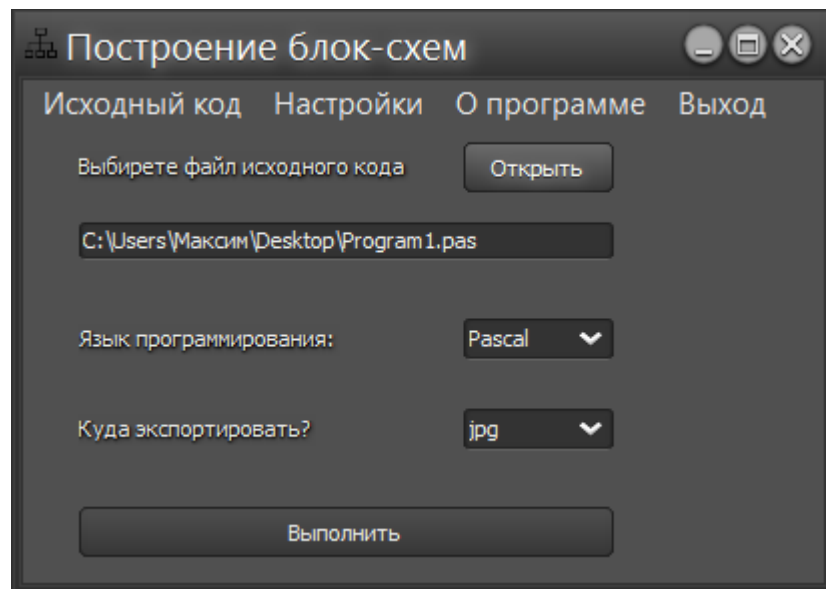 Построение блок-схем
Исходный код Настройки О программе Выход
Выбирете файл исходного кода Открыть
C:\Users\Максим\Desktop\Program1.pas
Язык программирования: Pascal
Куда экспортировать? jpg
Выполнить